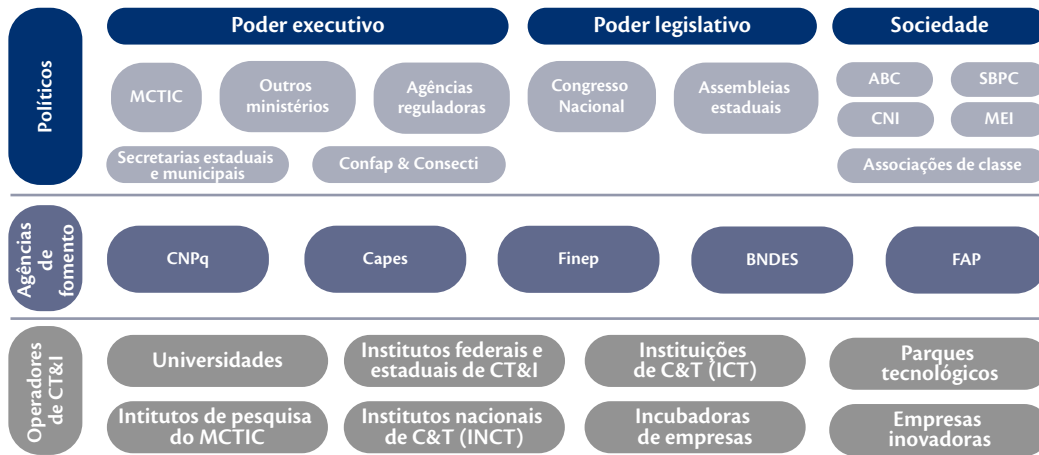 Poder executivo
Poder legislativo
Sociedade
Políticos
MCTIC
Outros
ministérios
Agências
reguladoras
Congresso
Nacional
Assembleias
estaduais
ABC
SBPC
CNI
MEI
Secretarias estaduais
e municipais
Confap & Consecti
Associações de classe
Agências
de
fomento
CNPq
Capes
Finep
BNDES
FAP
Operadores
de CT&I
Universidades
Institutos federais e
estaduais de CT&I
Instituições
de C&T (ICT)
Parques
tecnológicos
Intitutos de pesquisa
do MCTIC
Institutos nacionais
de C&T (INCT)
Incubadoras
de empresas
Empresas
inovadoras